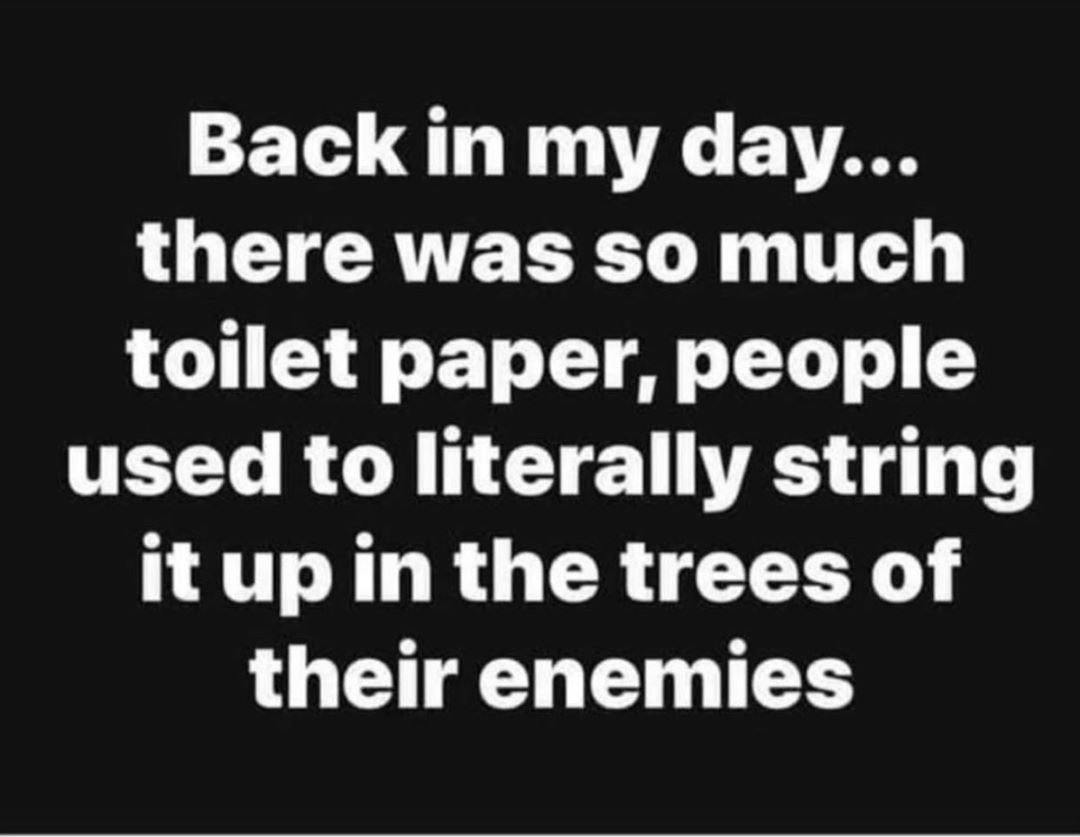 Back in my day...
there was so much
toilet paper, people
used to literally string
it up in the trees of
their enemies